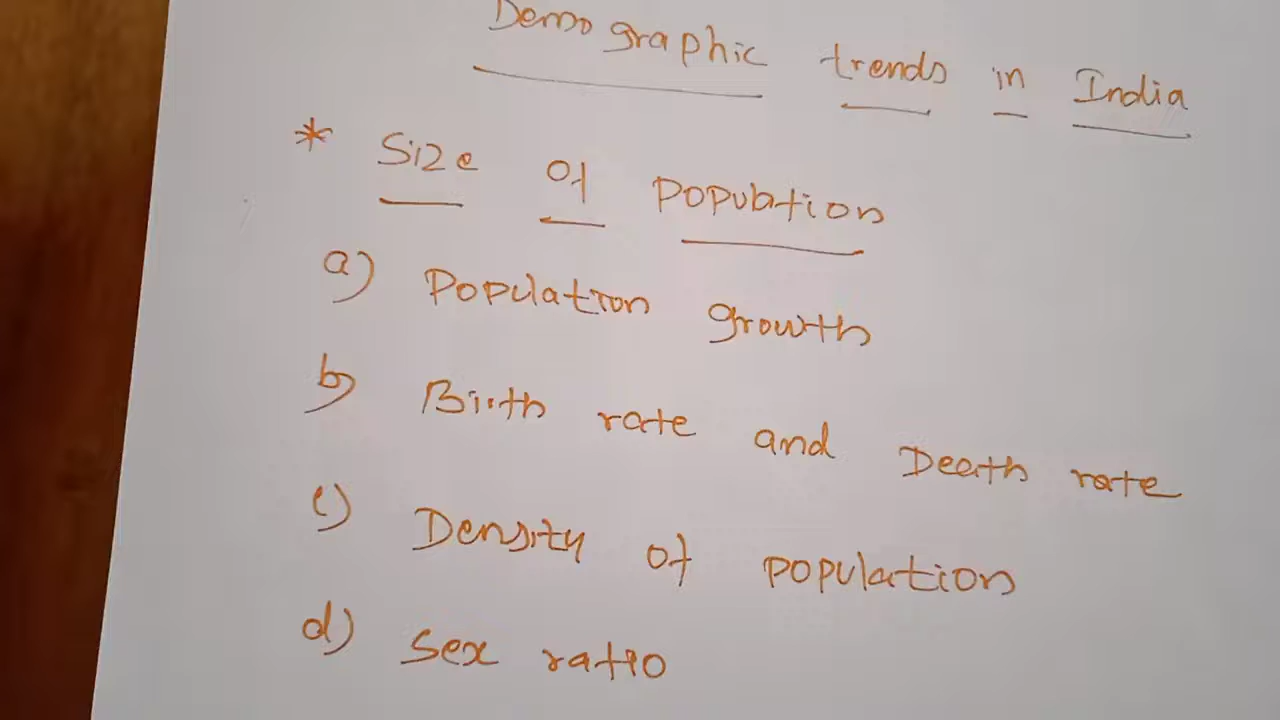 Demographic trends in India
* Size of Population
a) Population growth
b) Birth rate and Death rate
c) Density of population
d) Sex ratio